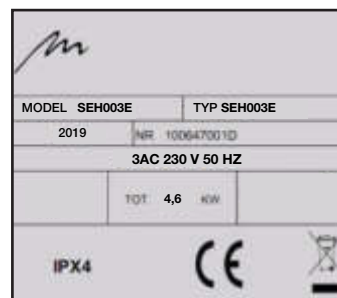 MODEL SEH003E TYP SEH003E
2019 NR 100647001D
3AC 230 V 50 HZ
TOT 4,6 KW
IPX4 CE